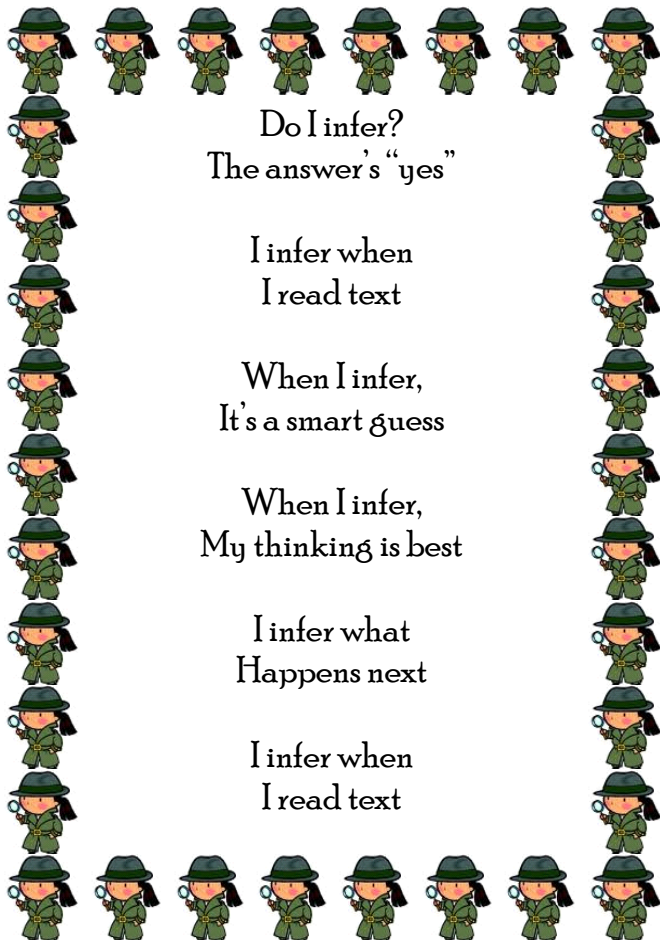 Do I infer?
The answer's “yes”
I infer when
I read text
When I infer,
It's a smart guess
When I infer,
My thinking is best
I infer what
Happens next
I infer when
I read text